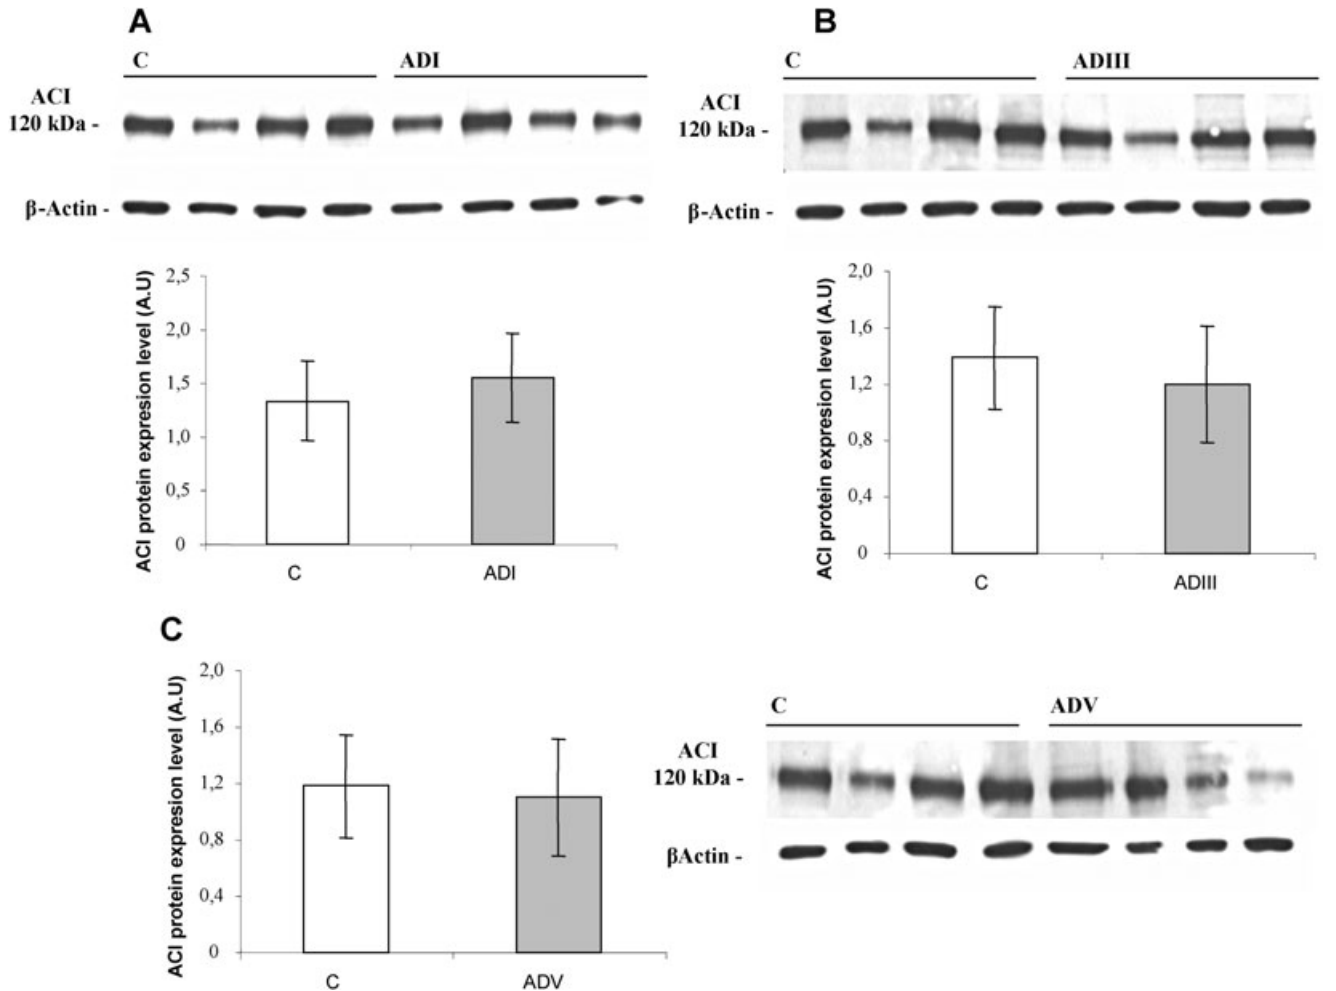 A
C ADI
ACI
120 kDa -
β-Actin -
ACI protein expresion level (A.U)
2,5
2,0
1,5
1,0
0,5
0
C ADI
B
C ADIII
ACI
120 kDa -
β-Actin -
ACI protein expresion level (A.U)
2,0
1,6
1,2
0,8
0,4
0
C ADIII
C
ACI protein expresion level (A.U)
2,0
1,6
1,2
0,8
0,4
0
C ADV
C ADV
ACI
120 kDa -
βActin -